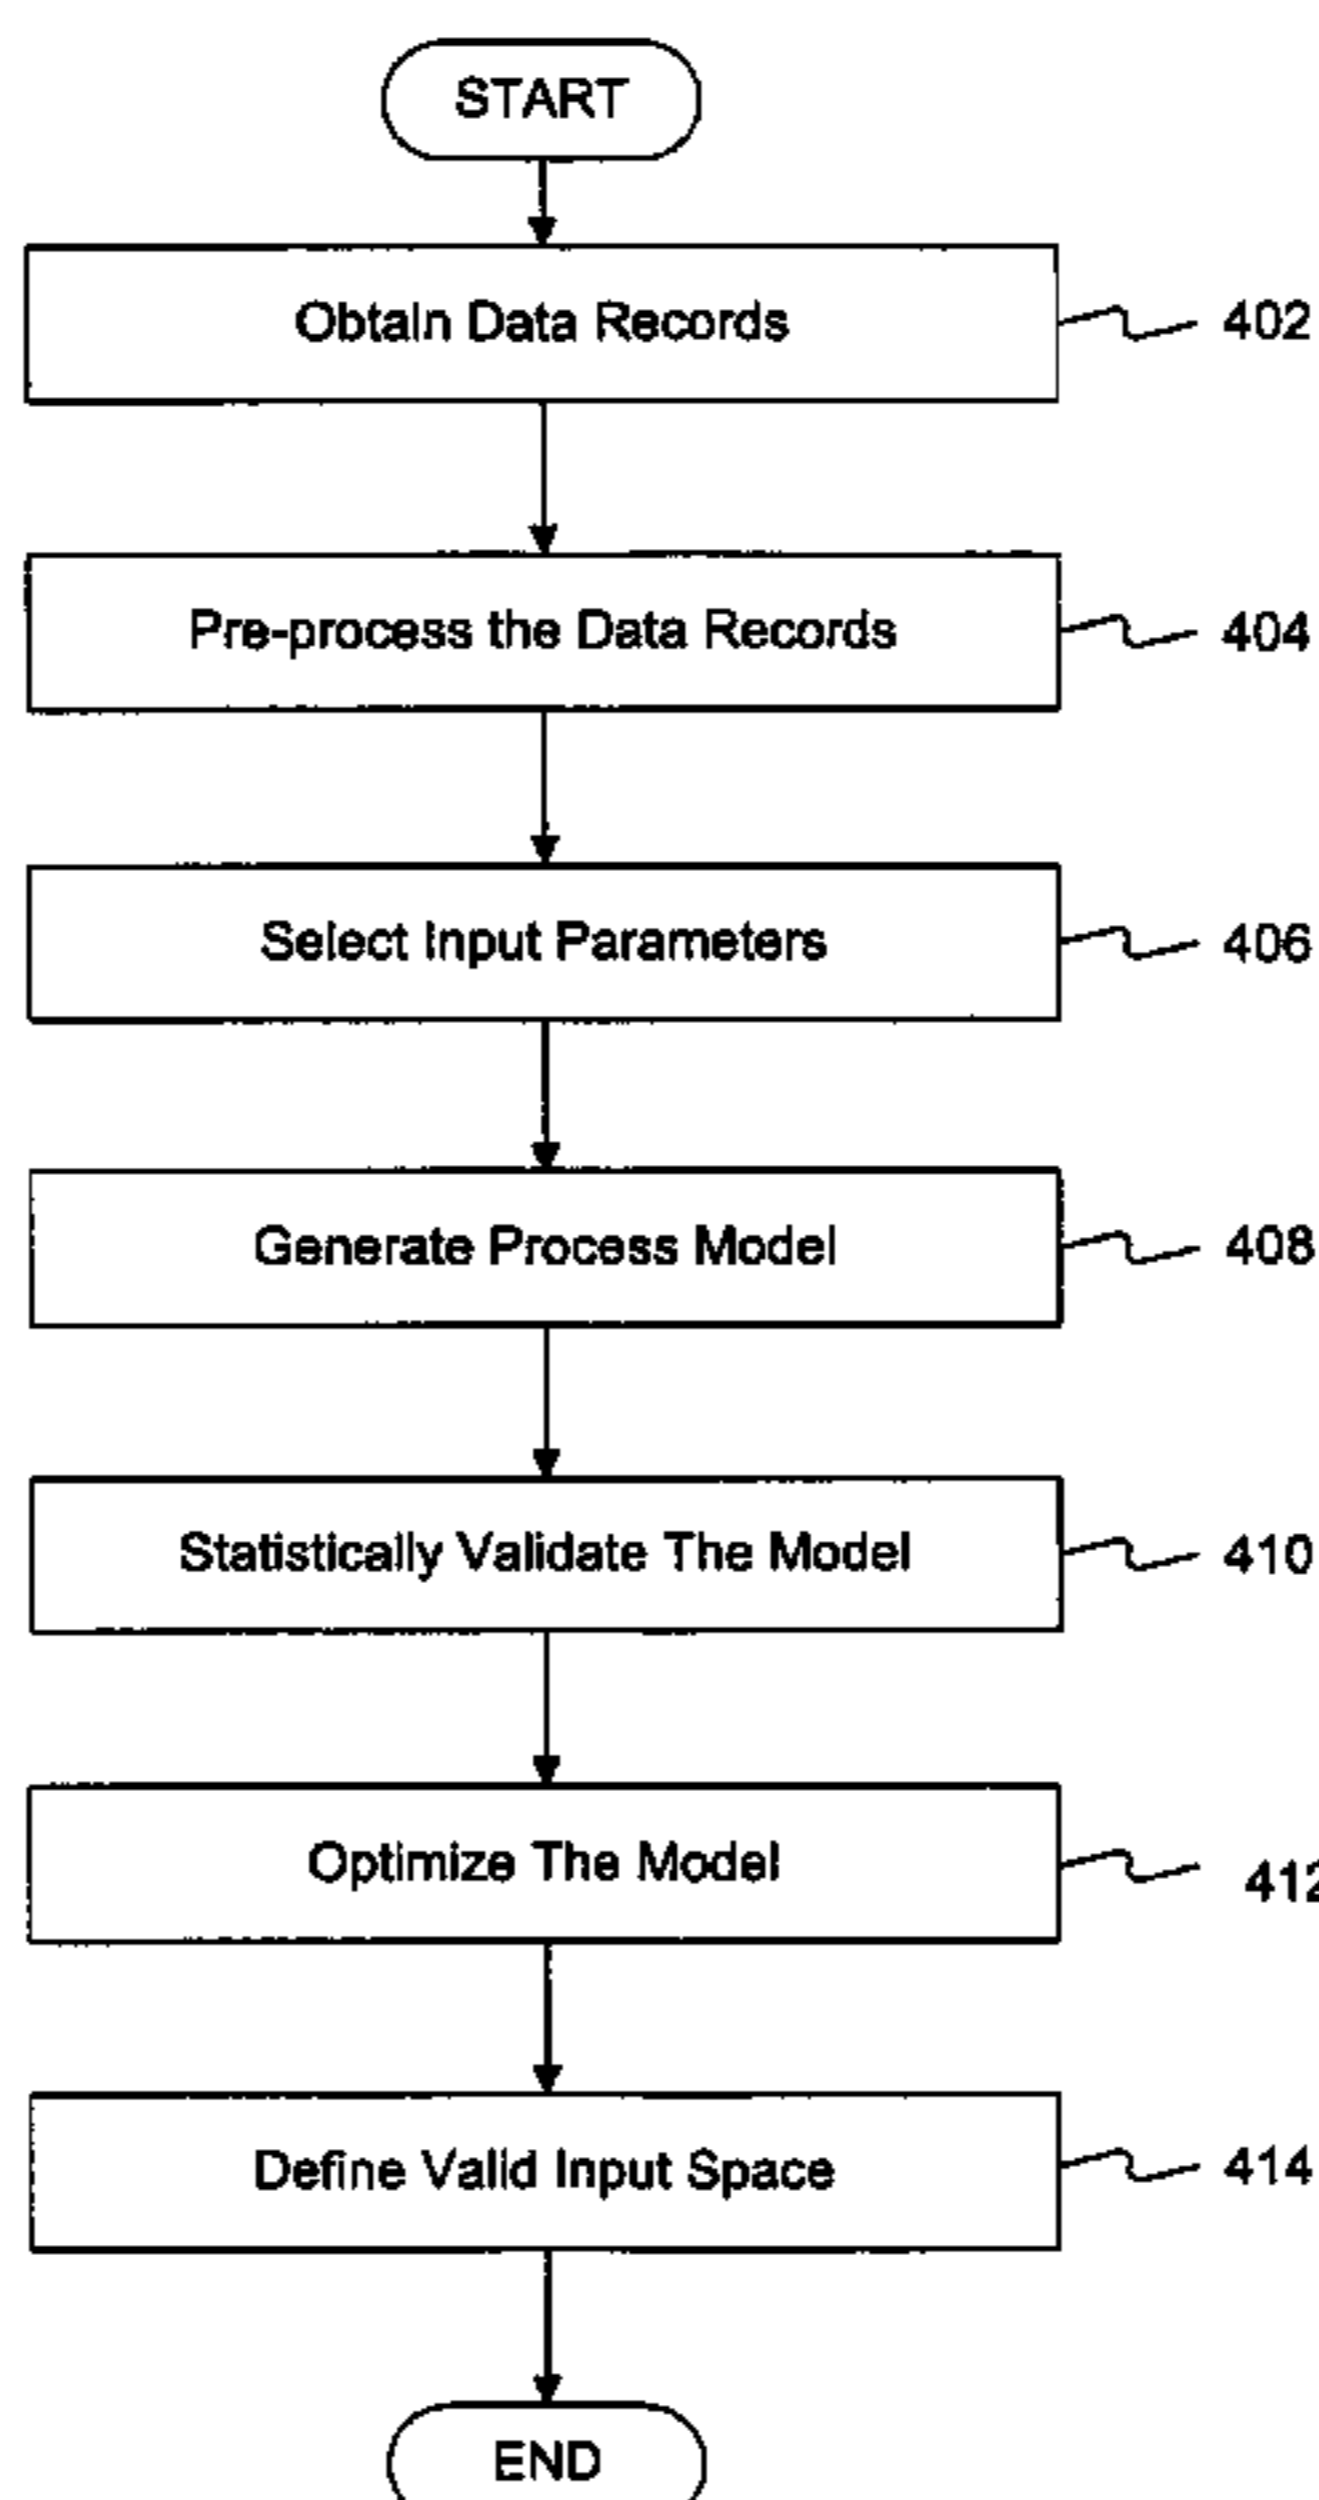 START
Obtain Data Records
402
Pre-process the Data Records
404
Select Input Parameters
406
Generate Process Model
408
Statistically Validate The Model
410
Optimize The Model
412
Define Valid Input Space
414
END